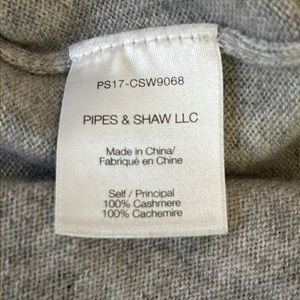 PS17-CSW9068
PIPES & SHAW LLC
Made in China/
Fabriqué en Chine
Self / Principal
100% Cashmere
100% Cachemire